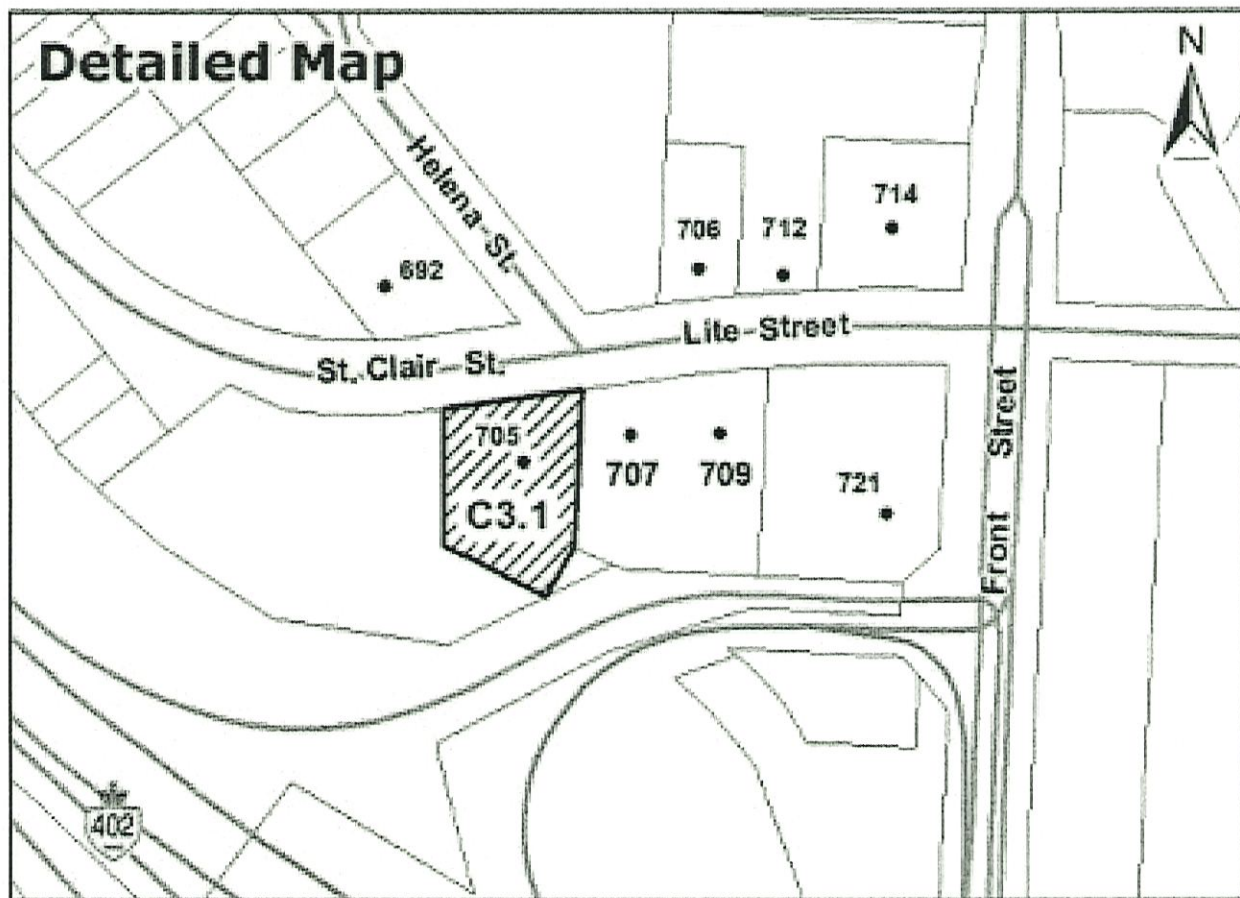 Detailed Map
N
Helena St.
714
706
712
692
Lite Street
St. Clair St.
Front Street
705
707
709
721
C3.1
402